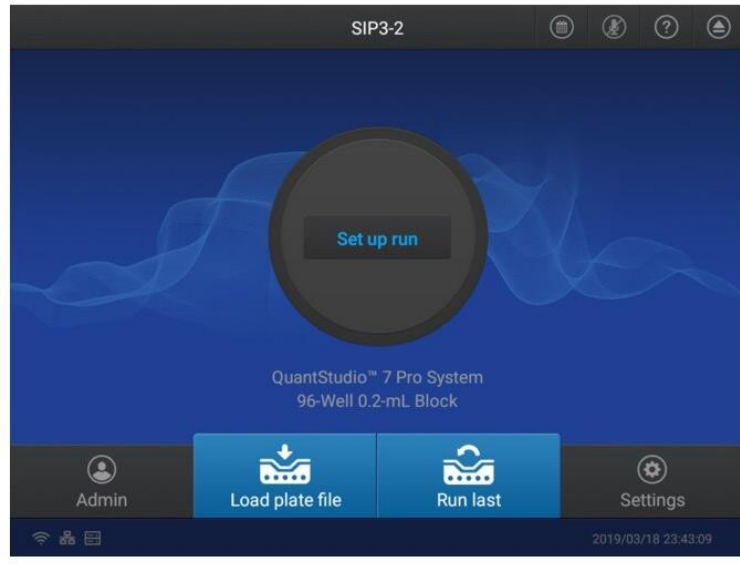 SIP3-2
Set up run
QuantStudio™ 7 Pro System
96-Well 0.2-mL Block
Admin
Load plate file
Run last
Settings
2019/03/18 23:43:09